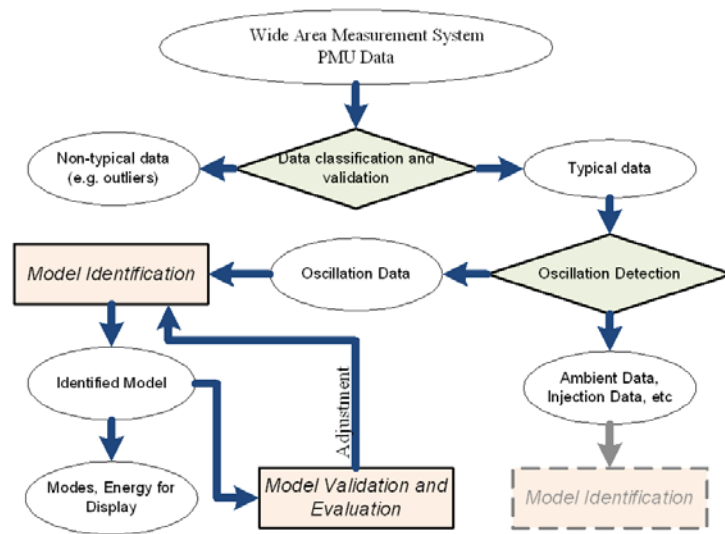 Wide Area Measurement System
PMU Data
Non-typical data
(e.g. outliers)
Data classification and
validation
Typical data
Model Identification
Oscillation Data
Oscillation Detection
Identified Model
Adjustment
Ambient Data,
Injection Data, etc
Modes, Energy for
Display
Model Validation and
Evaluation
Model Identification